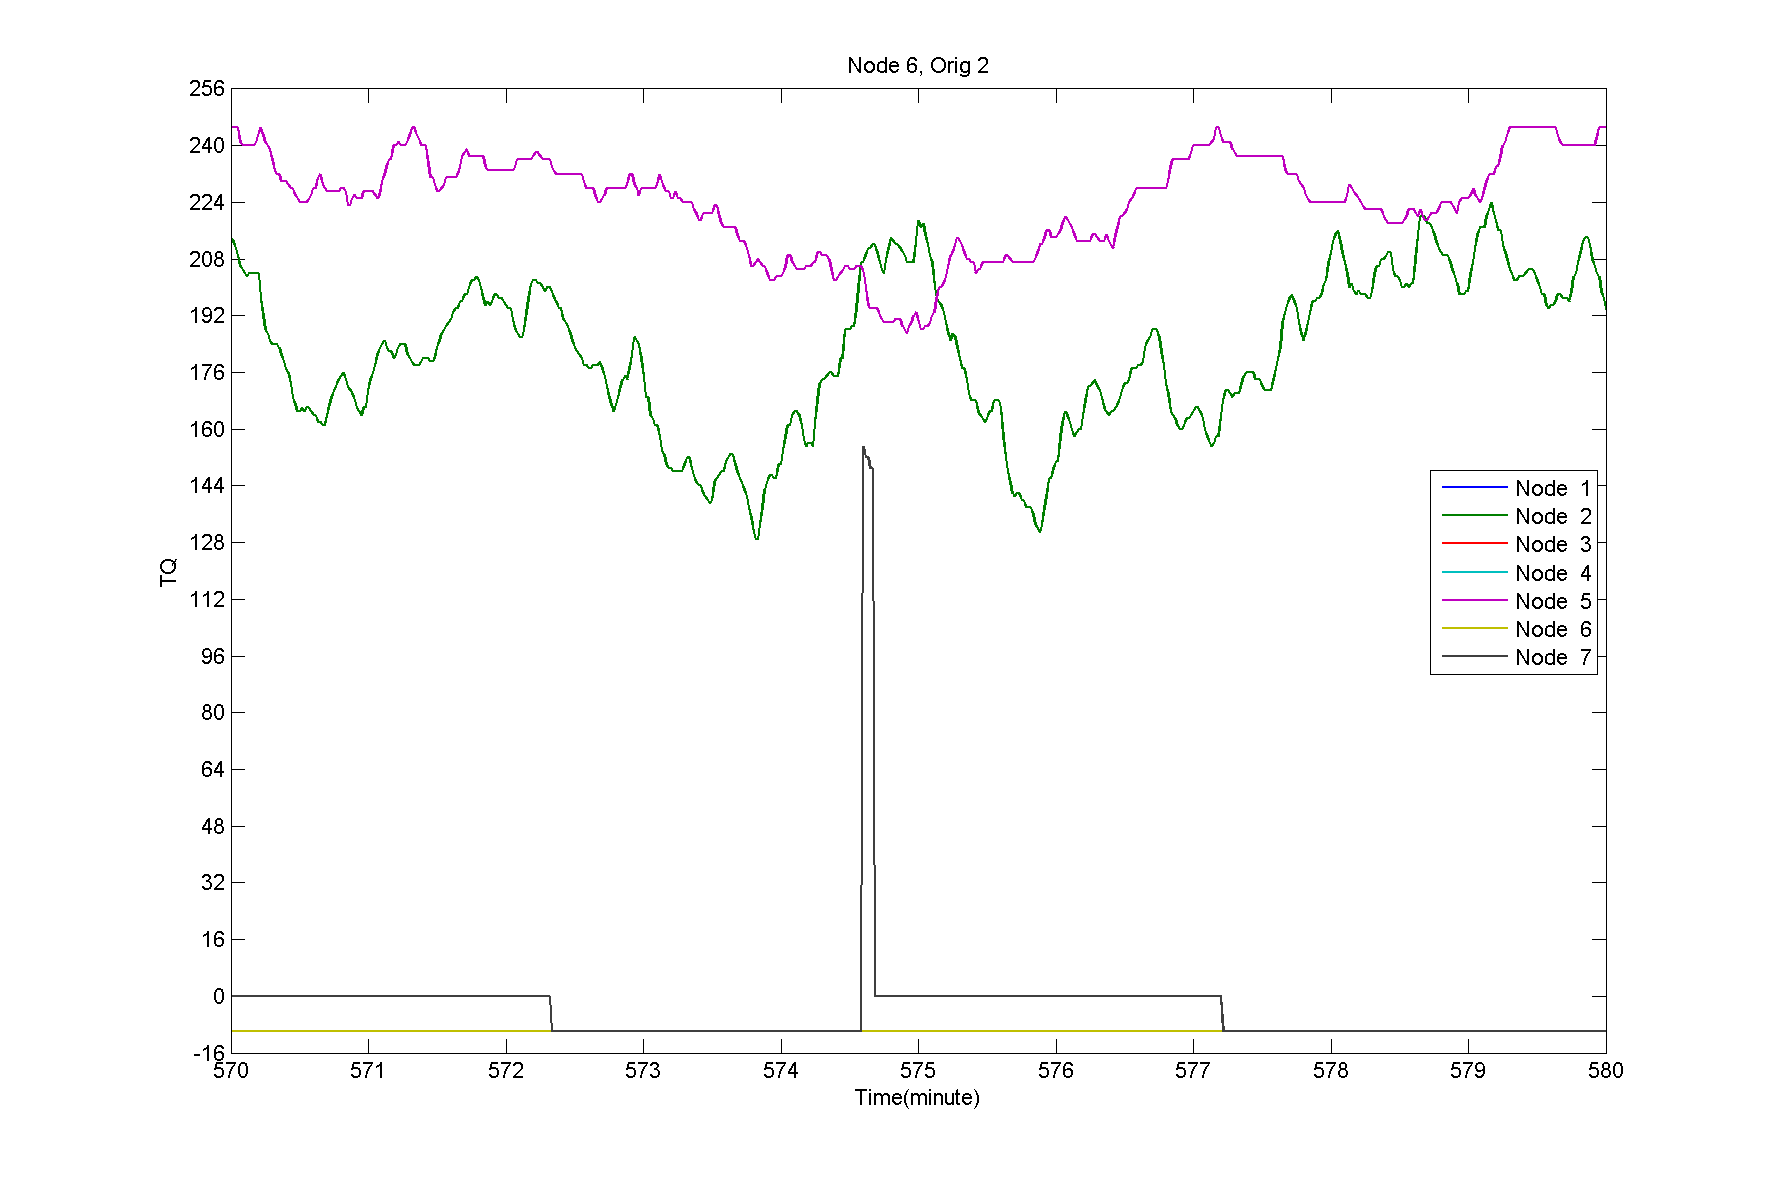 Node 6, Orig 2
256
240
224
208
192
176
160
144
128
112
96
80
64
48
32
16
0
-16
TQ
Node 1
Node 2
Node 3
Node 4
Node 5
Node 6
Node 7
570 571 572 573 574 575 576 577 578 579 580
Time(minute)